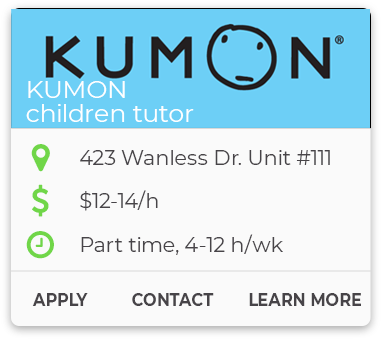 KUMON®
KUMON
children tutor
423 Wanless Dr. Unit #111
$12-14/h
Part time, 4-12 h/wk
APPLY CONTACT LEARN MORE